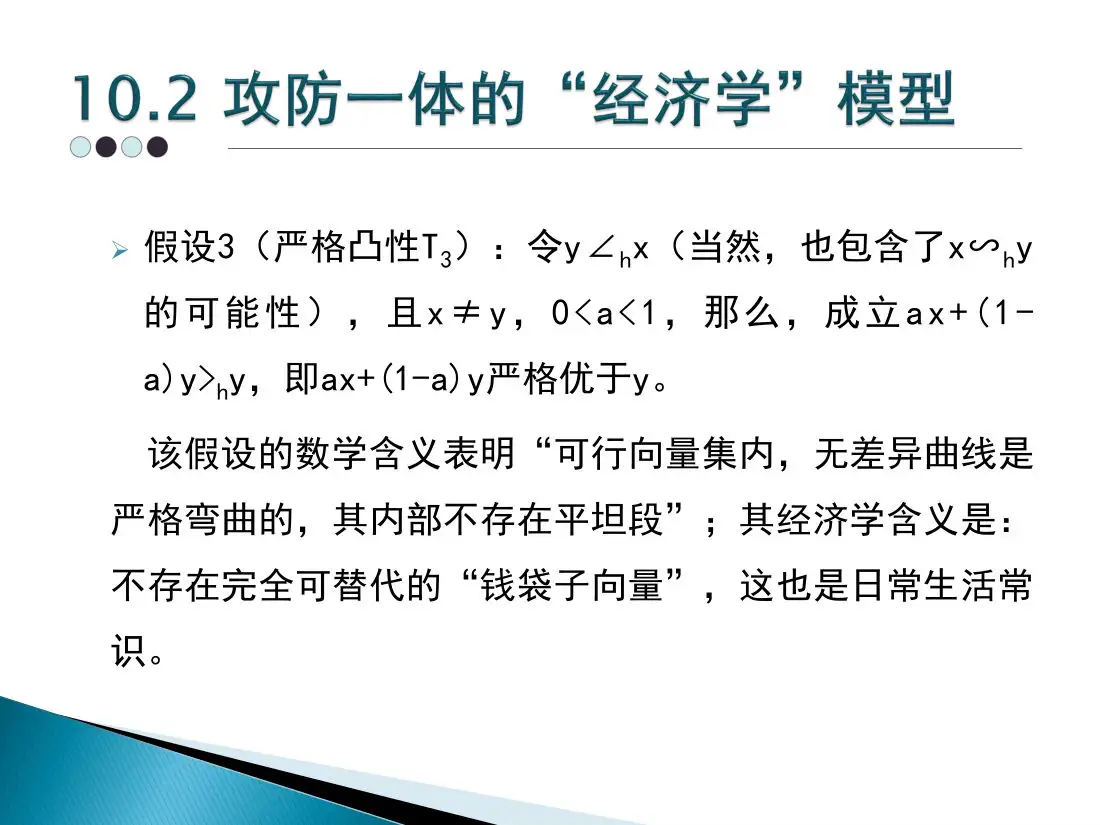 10.2 攻防一体的“经济学”模型
假设3（严格凸性T₃）：令y∠ₕx（当然，也包含了x∽ₕy
的可能性），且x≠y，0<a<1，那么，成立ax+(1-
a)y>ₕy，即ax+(1-a)y严格优于y。
该假设的数学含义表明“可行向量集内，无差异曲线是
严格弯曲的，其内部不存在平坦段”；其经济学含义是：
不存在完全可替代的“钱袋子向量”，这也是日常生活常
识。